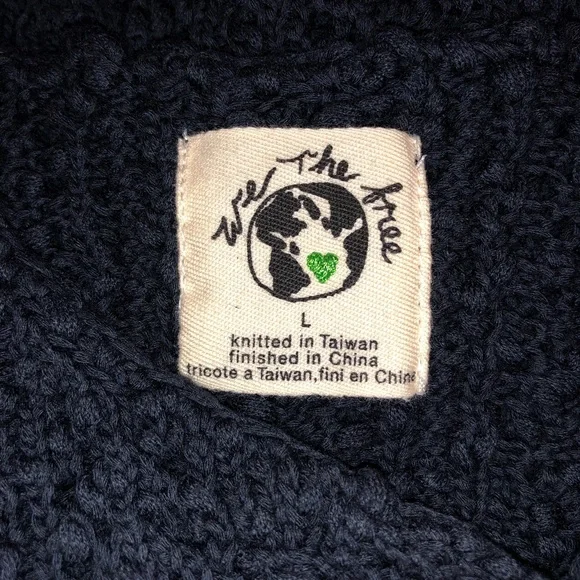 We The free
L
knitted in Taiwan
finished in China
tricote a Taiwan,fini en Chine